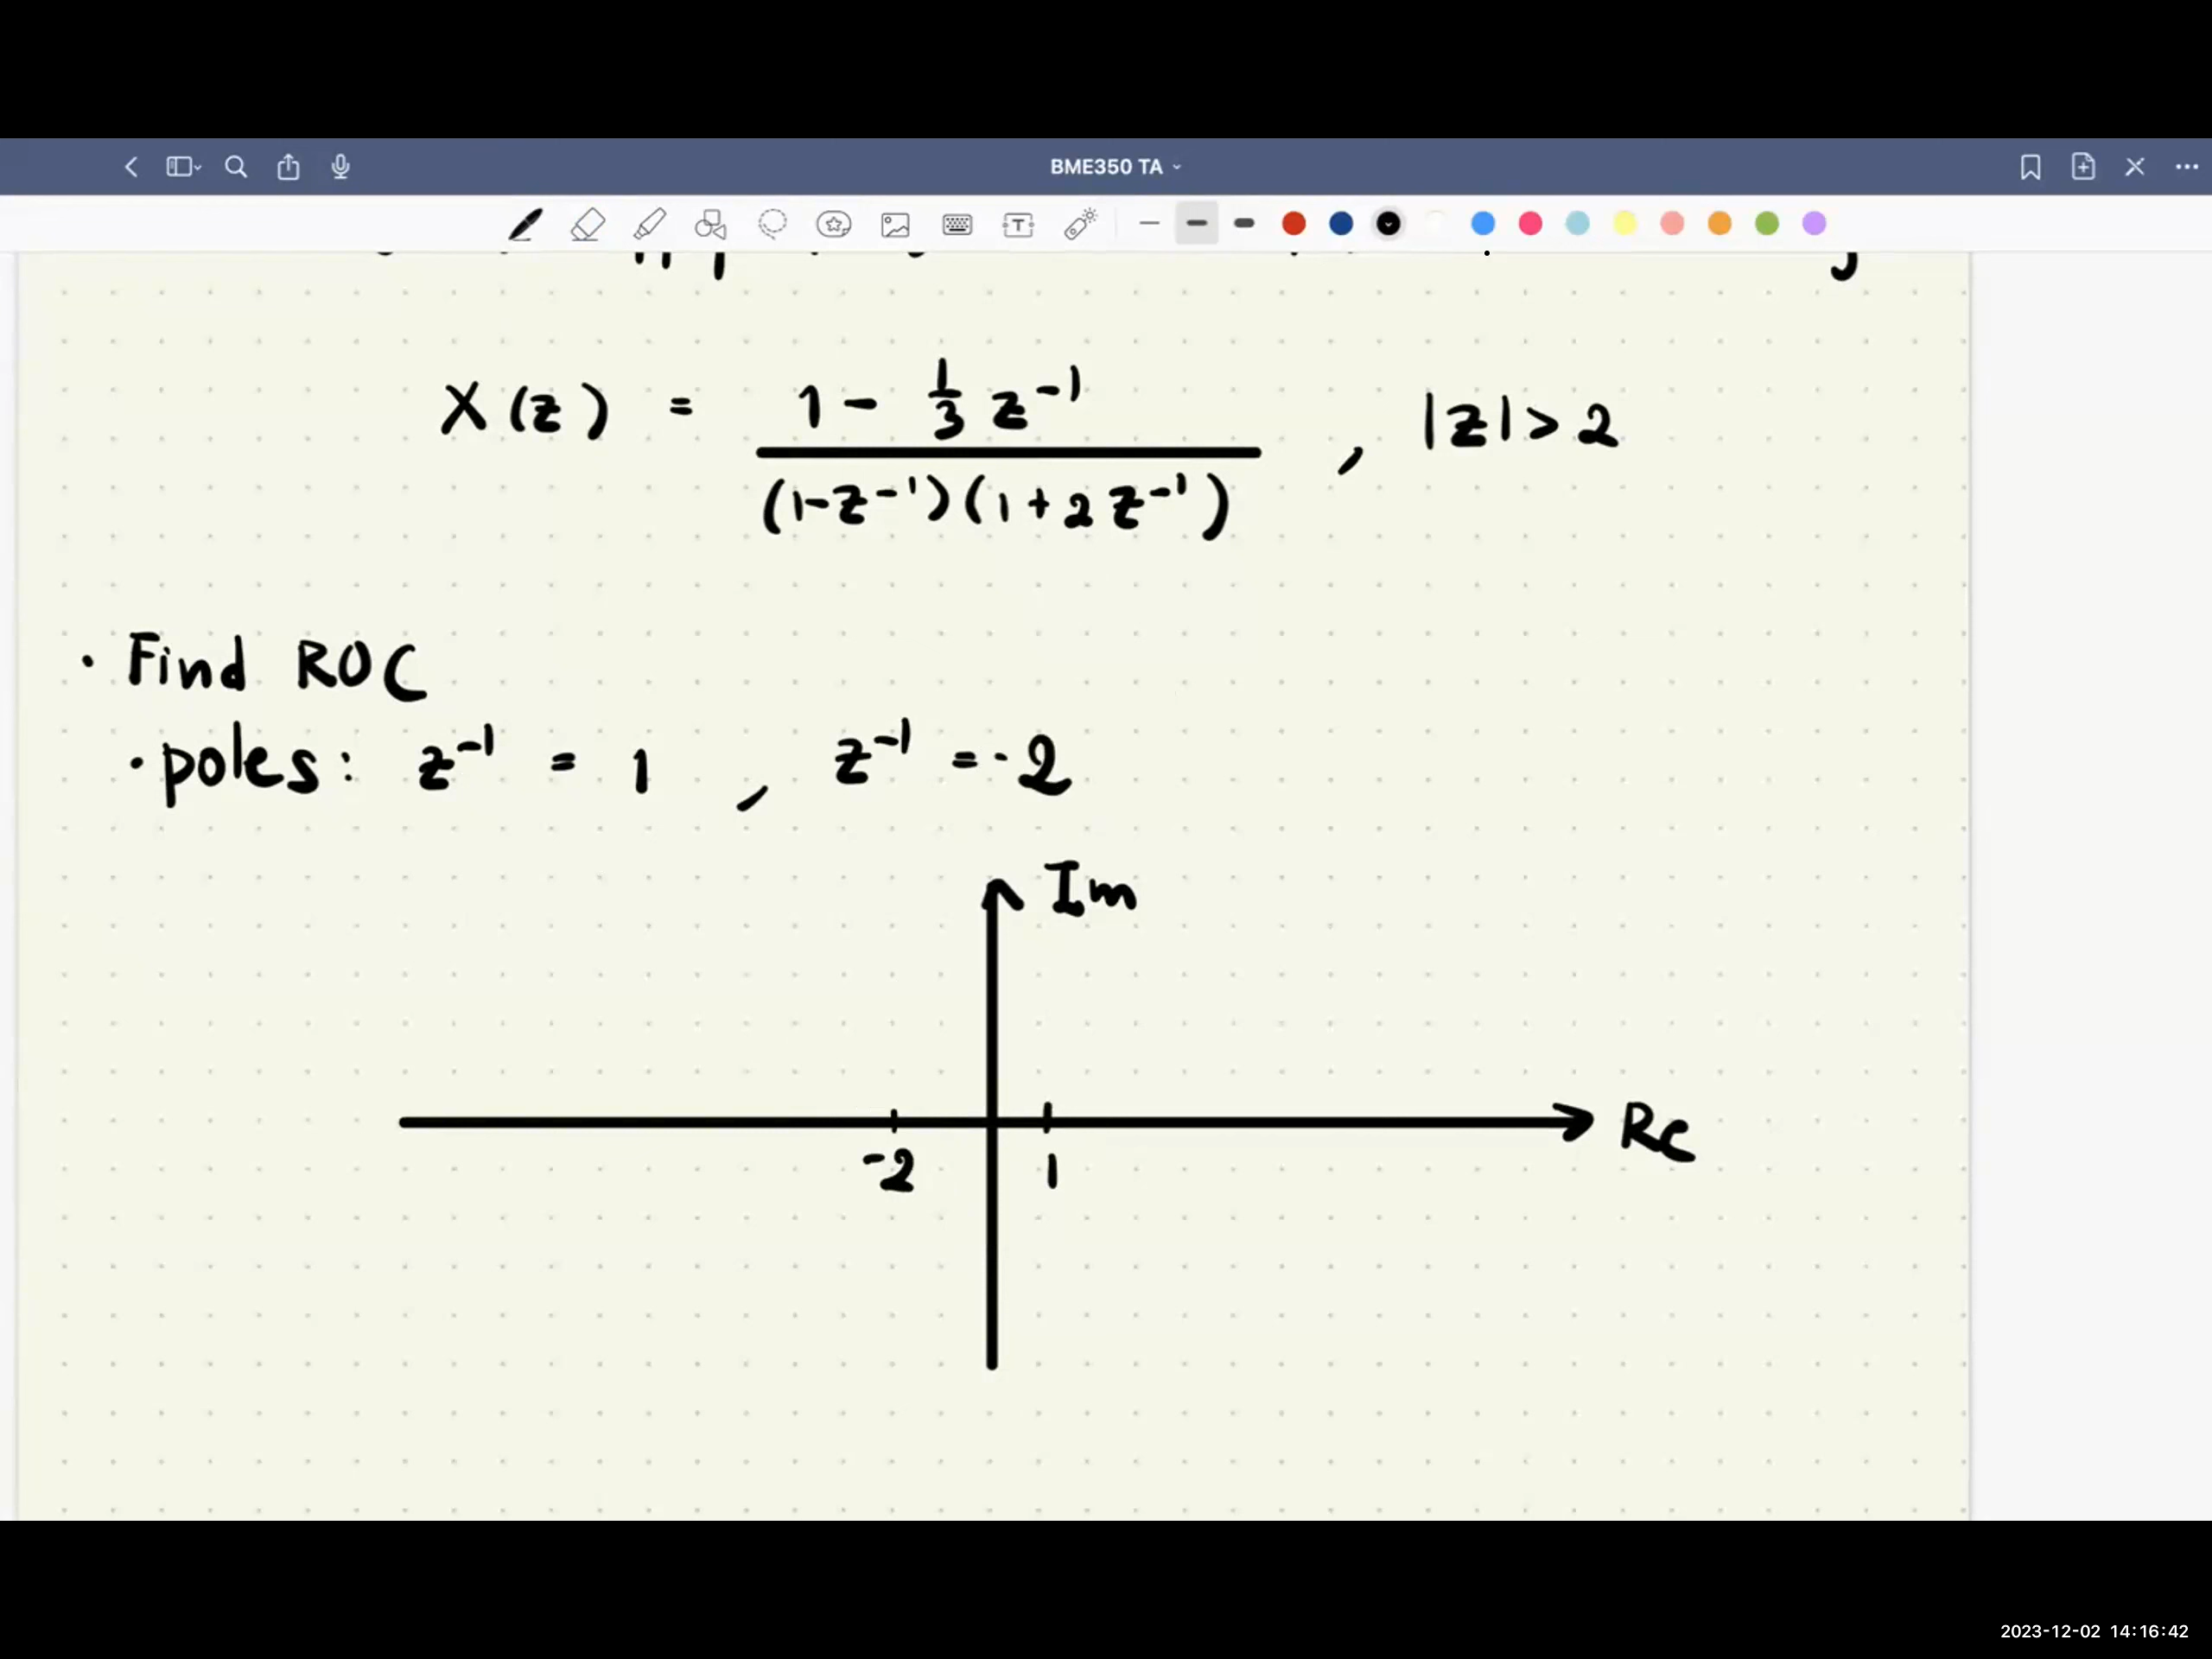 BME350 TA
X(z) = 1 - 1/3 z⁻¹ / (1-z⁻¹)(1+2z⁻¹) , |z|>2
· Find ROC
· poles: z⁻¹ = 1 , z⁻¹ = -2
Im
Re
-2 1
2023-12-02 14:16:42